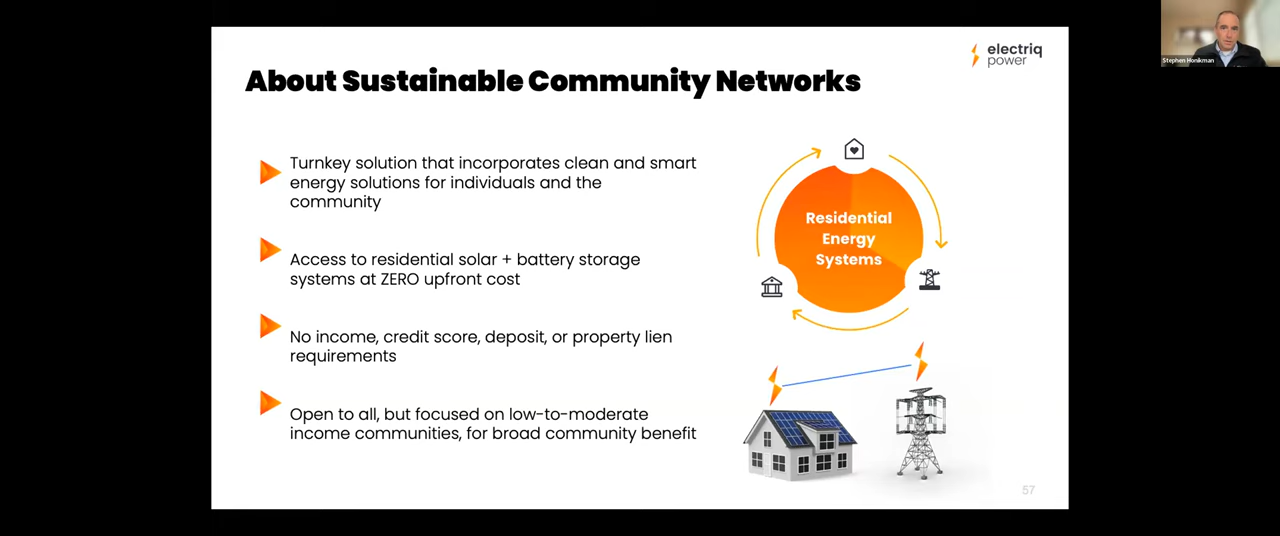 Stephen Honikman
electriq
power
About Sustainable Community Networks
Turnkey solution that incorporates clean and smart
energy solutions for individuals and the
community
Access to residential solar + battery storage
systems at ZERO upfront cost
No income, credit score, deposit, or property lien
requirements
Open to all, but focused on low-to-moderate
income communities, for broad community benefit
Residential
Energy
Systems
57